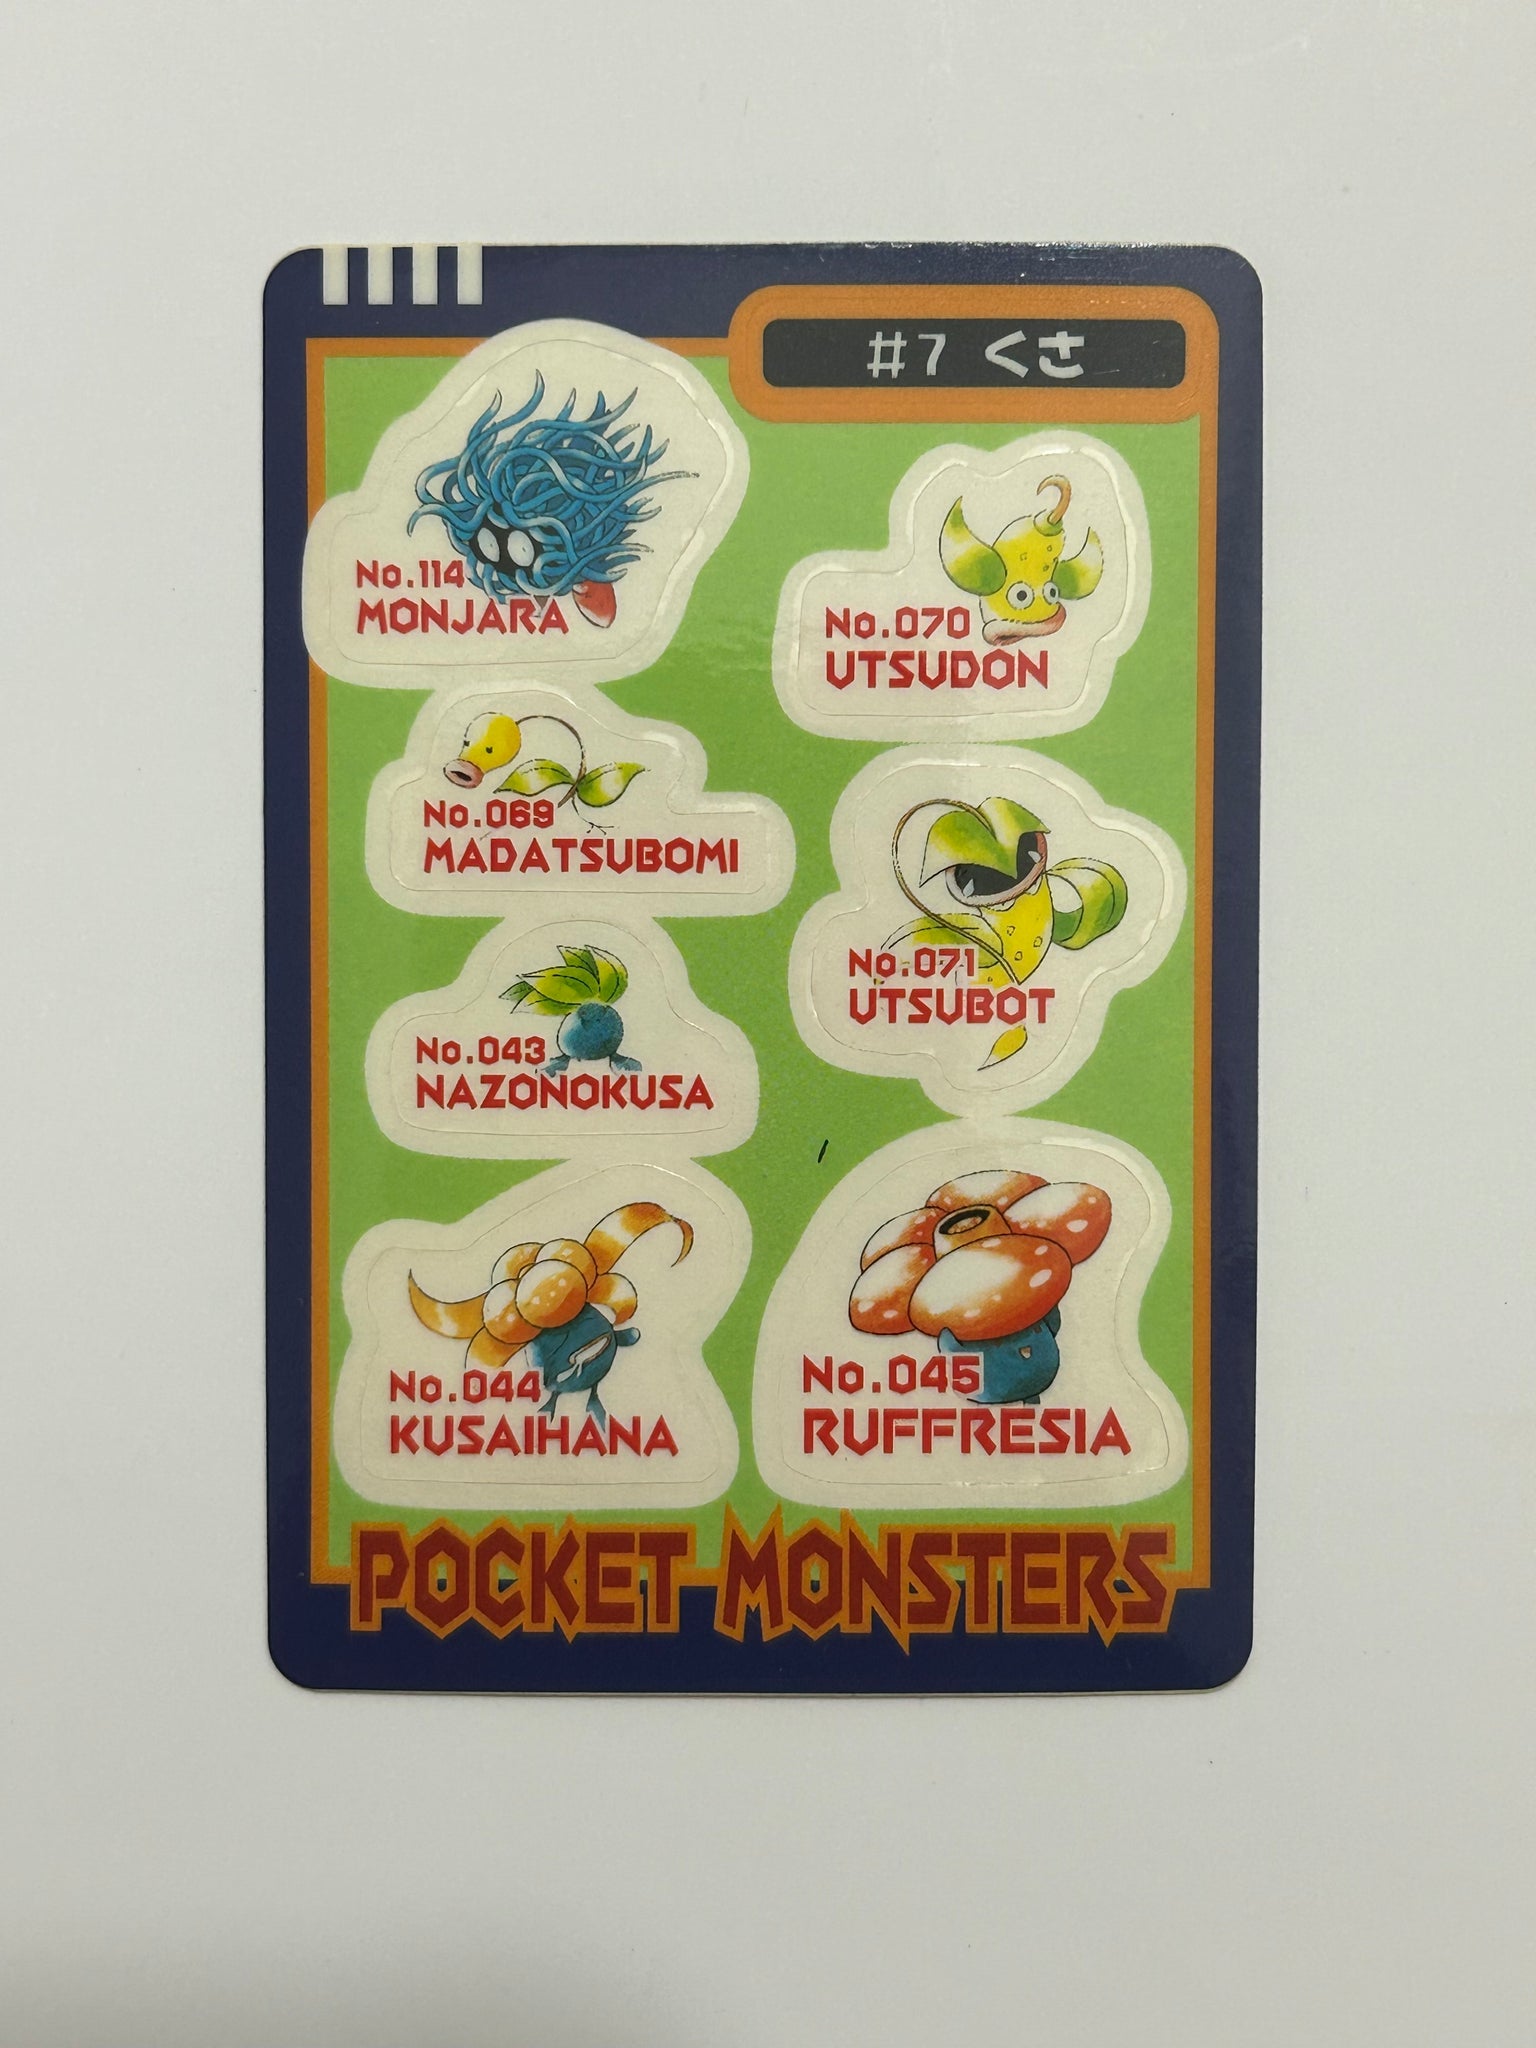 #7 くさ
No.114
MONJARA
No.070
UTSUDON
No.069
MADATSUBOMI
No.071
UTSUBOT
No.043
NAZONOKUSA
No.044
KUSAIHANA
No.045
RUFFRESIA
POCKET MONSTERS